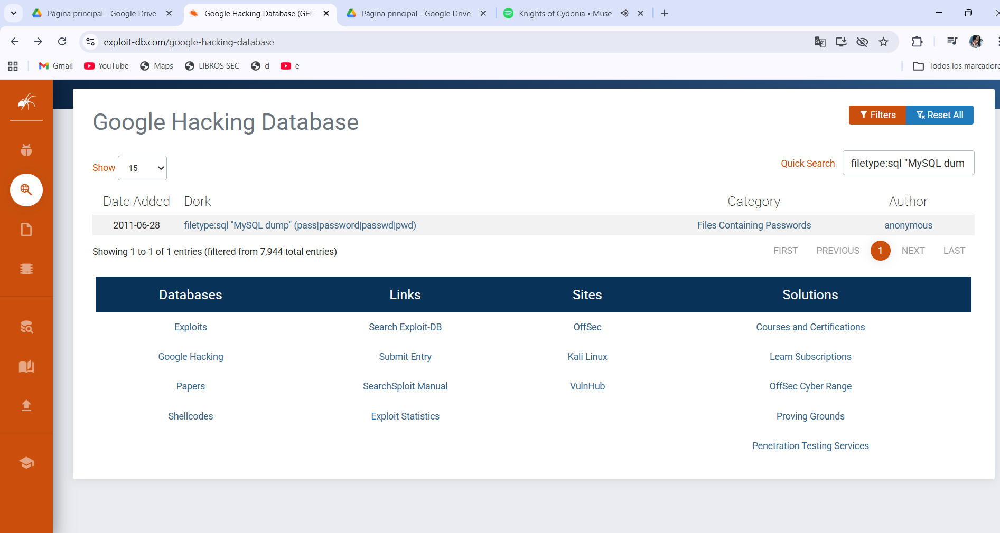 Página principal - Google Drive
Google Hacking Database (GHD
Página principal - Google Drive
Knights of Cydonia • Muse
exploit-db.com/google-hacking-database
Gmail
YouTube
Maps
LIBROS SEC
d
e
Todos los marcadore
Google Hacking Database
Filters
Reset All
Show 15
Quick Search filetype:sql "MySQL dum
Date Added Dork Category Author
2011-06-28 filetype:sql "MySQL dump" (pass|password|passwd|pwd) Files Containing Passwords anonymous
Showing 1 to 1 of 1 entries (filtered from 7,944 total entries)
FIRST PREVIOUS 1 NEXT LAST
Databases Links Sites Solutions
Exploits Search Exploit-DB OffSec Courses and Certifications
Google Hacking Submit Entry Kali Linux Learn Subscriptions
Papers SearchSploit Manual VulnHub OffSec Cyber Range
Shellcodes Exploit Statistics Proving Grounds
Penetration Testing Services